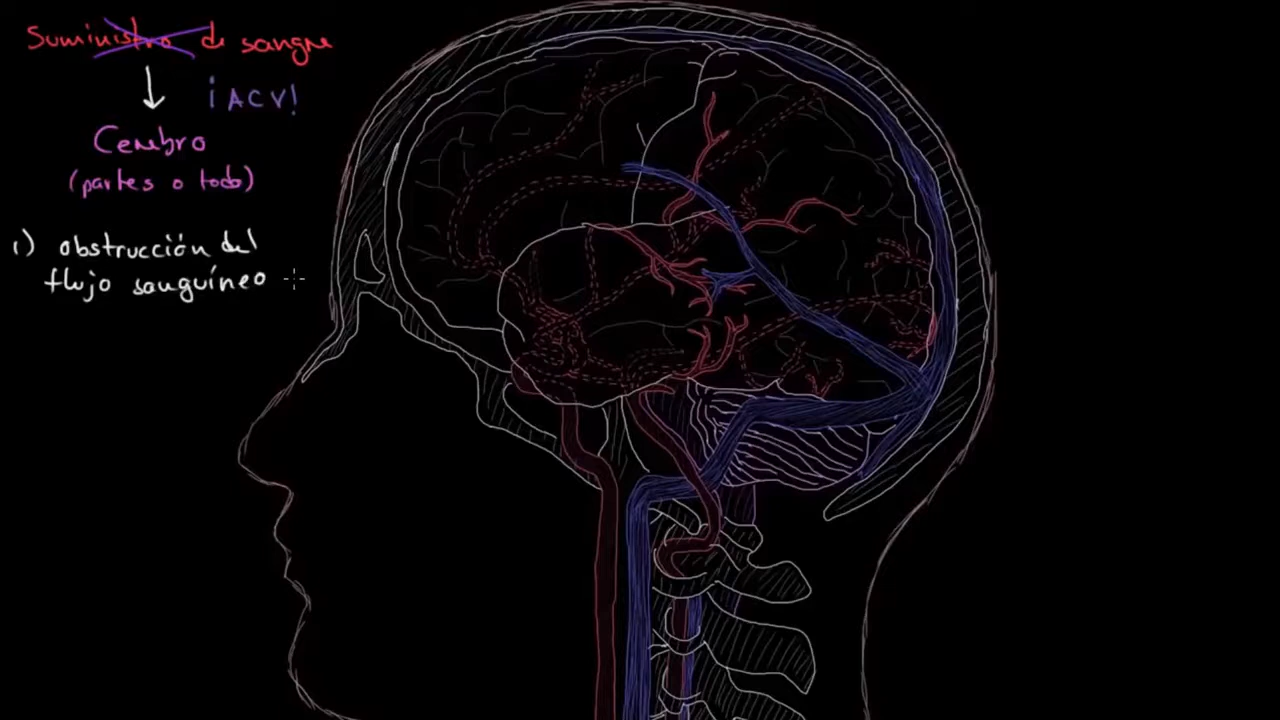 Suministro de sangre
¡ACV!
Cerebro
(partes o todo)
1) obstrucción del
flujo sanguíneo